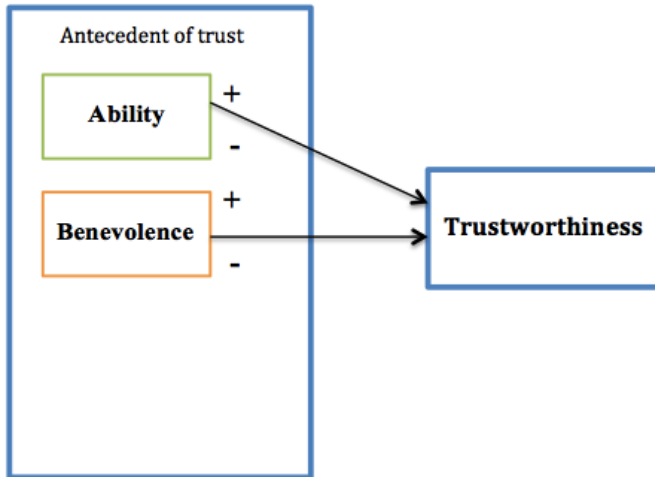 Antecedent of trust
+
Ability
-
+
Benevolence
-
Trustworthiness